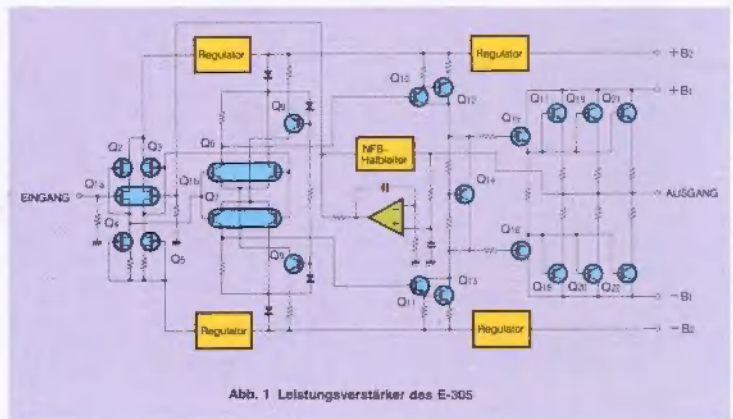 Regulator
Regulator
+B2
+B1
Q10
Q12
Q8
Q17 Q19 Q21
Q2 Q3
Q6
Q15
NFB-
Halbleiter
Q1a
Q1b
Q14
EINGANG
AUSGANG
Q7
Q4
Q5
Q9
Q16
Q11
Q13
Q18 Q20 Q22
-B1
Regulator
Regulator
-B2
Abb. 1 Leistungsverstärker des E-305